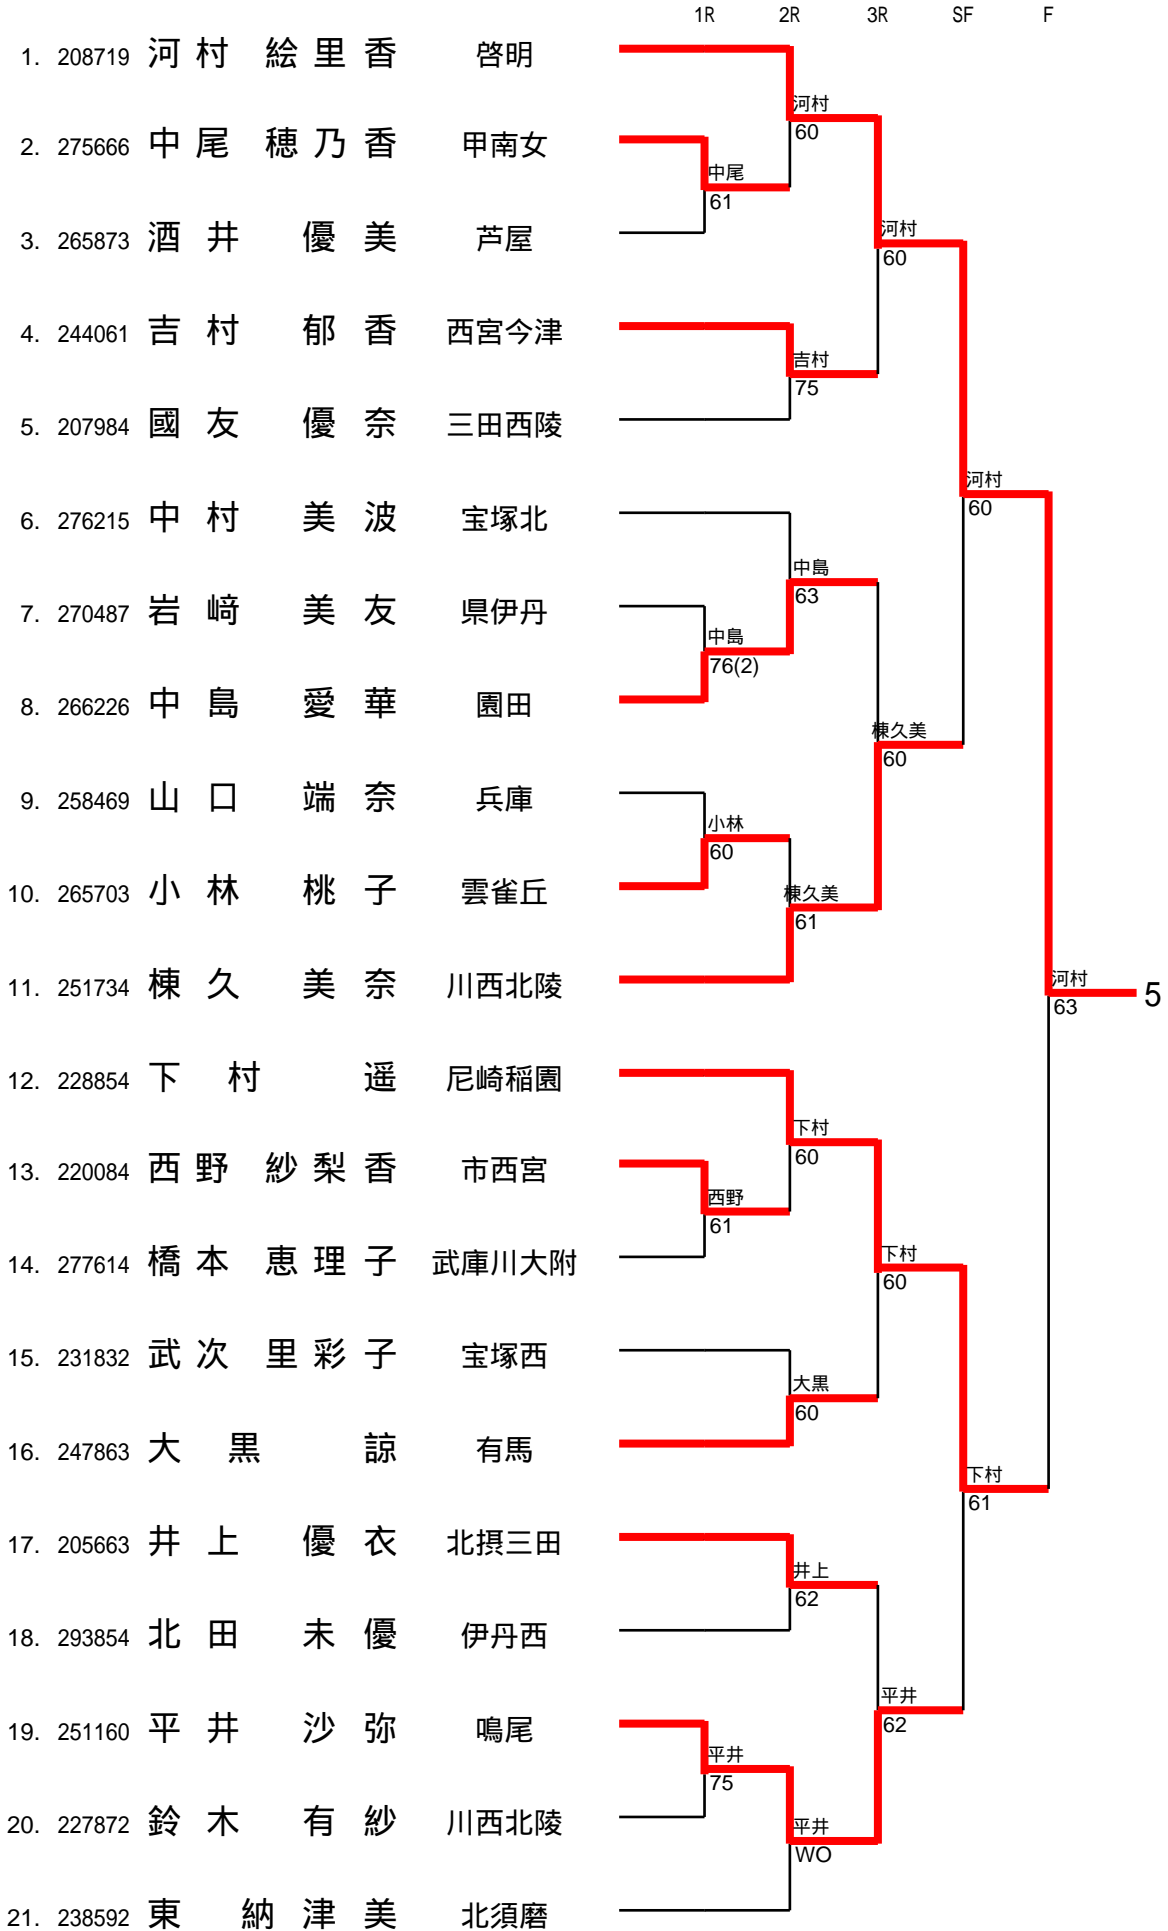 1R 2R 3R SF F
1. 208719 河村 絵里香 啓明
河村
60
2. 275666 中尾 穂乃香 甲南女
中尾
61
3. 265873 酒井 優美 芦屋
河村
60
4. 244061 吉村 郁香 西宮今津
吉村
75
5. 207984 國友 優奈 三田西陵
河村
60
6. 276215 中村 美波 宝塚北
中島
63
7. 270487 岩﨑 美友 県伊丹
中島
76(2)
8. 266226 中島 愛華 園田
棟久美
60
9. 258469 山口 端奈 兵庫
小林
60
10. 265703 小林 桃子 雲雀丘
棟久美
61
11. 251734 棟久 美奈 川西北陵
河村
63
5
12. 228854 下村 遥 尼崎稲園
下村
60
13. 220084 西野 紗梨香 市西宮
西野
61
14. 277614 橋本 恵理子 武庫川大附
下村
60
15. 231832 武次 里彩子 宝塚西
大黒
60
16. 247863 大黒 諒 有馬
下村
61
17. 205663 井上 優衣 北摂三田
井上
62
18. 293854 北田 未優 伊丹西
平井
62
19. 251160 平井 沙弥 鳴尾
平井
75
20. 227872 鈴木 有紗 川西北陵
平井
WO
21. 238592 東 納津美 北須磨